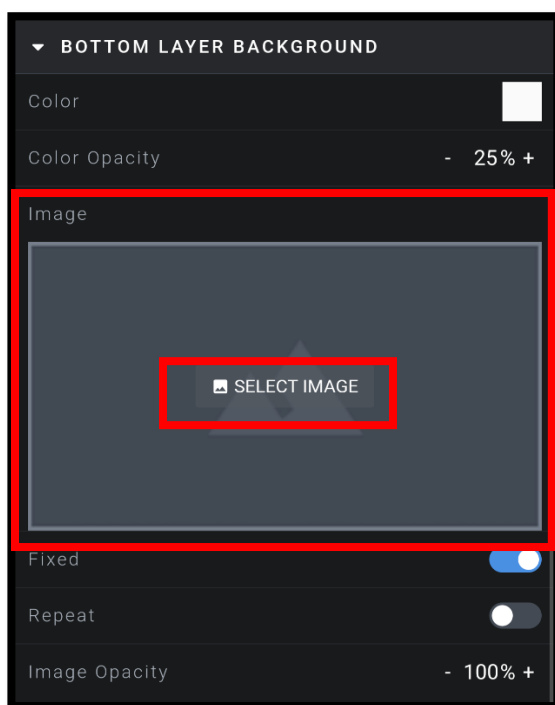 BOTTOM LAYER BACKGROUND
Color
Color Opacity - 25% +
Image
SELECT IMAGE
Fixed
Repeat
Image Opacity - 100% +